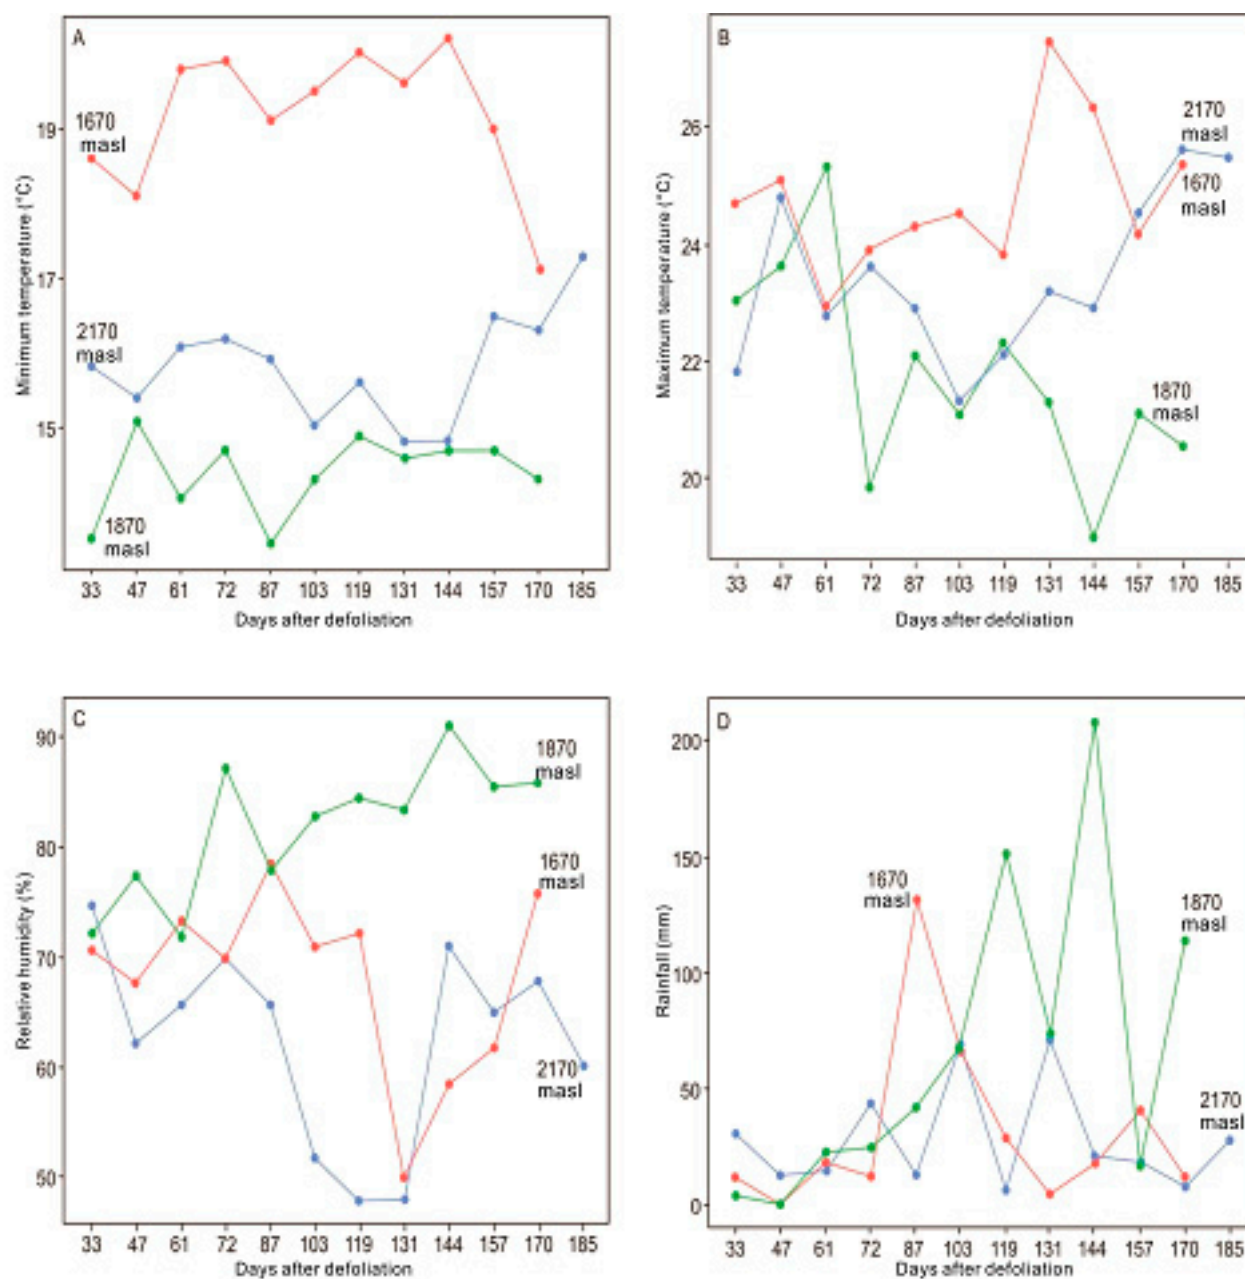 A
Minimum temperature (°C)
19
17
15
1670
masl
2170
masl
1870
masl
33 47 61 72 87 103 119 131 144 157 170 185
Days after defoliation
B
Maximum temperature (°C)
26
24
22
20
2170
masl
1670
masl
1870
masl
33 47 61 72 87 103 119 131 144 157 170 185
Days after defoliation
C
Relative humidity (%)
90
80
70
60
50
1870
masl
1670
masl
2170
masl
33 47 61 72 87 103 119 131 144 157 170 185
Days after defoliation
D
Rainfall (mm)
200
150
100
50
0
1670
masl
1870
masl
2170
masl
33 47 61 72 87 103 119 131 144 157 170 185
Days after defoliation